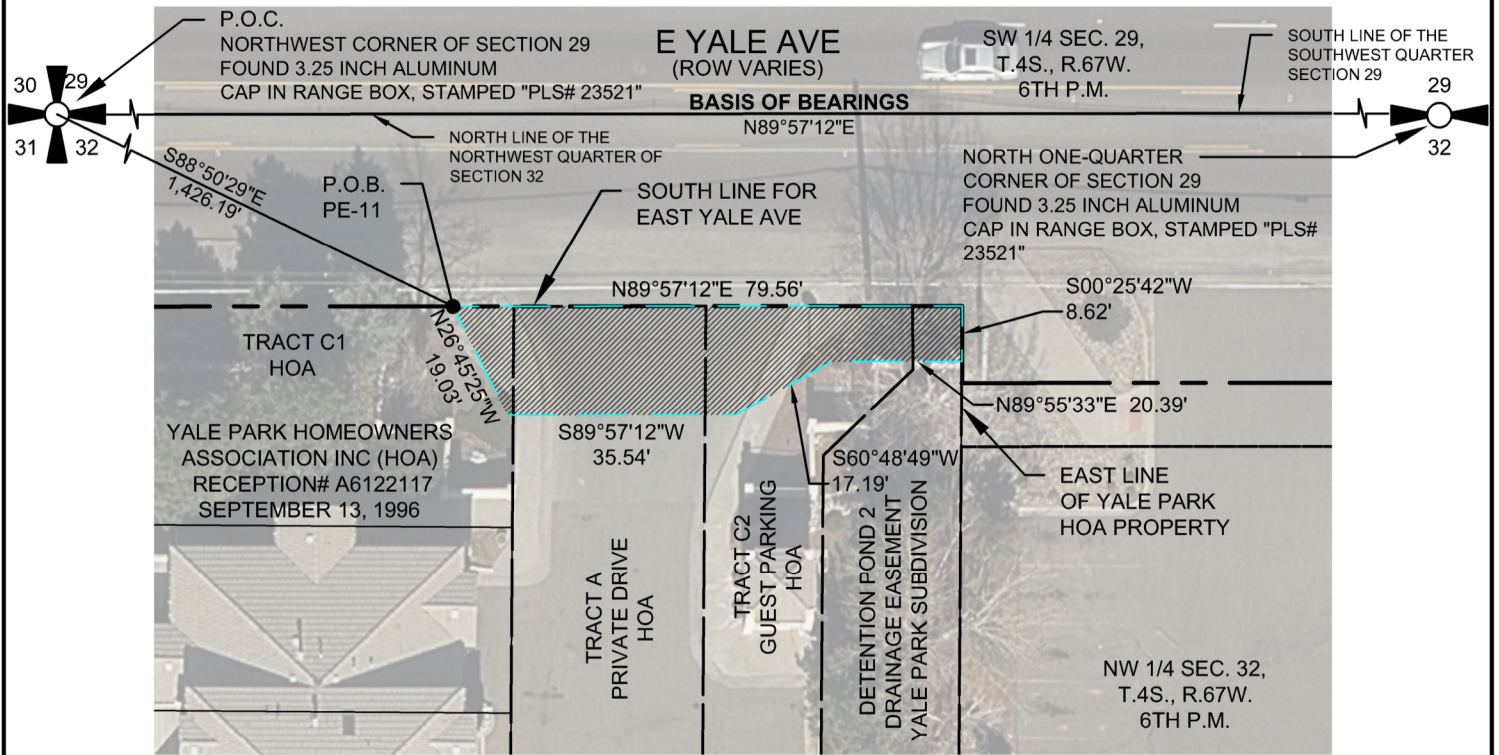 P.O.C.
NORTHWEST CORNER OF SECTION 29
FOUND 3.25 INCH ALUMINUM
CAP IN RANGE BOX, STAMPED "PLS# 23521"
E YALE AVE
(ROW VARIES)
SW 1/4 SEC. 29,
T.4S., R.67W.
6TH P.M.
SOUTH LINE OF THE
SOUTHWEST QUARTER
SECTION 29
30 29
31 32
BASIS OF BEARINGS
N89°57'12"E
29
32
NORTH LINE OF THE
NORTHWEST QUARTER OF
SECTION 32
S88°50'29"E
1,426.19'
P.O.B.
PE-11
SOUTH LINE FOR
EAST YALE AVE
NORTH ONE-QUARTER
CORNER OF SECTION 29
FOUND 3.25 INCH ALUMINUM
CAP IN RANGE BOX, STAMPED "PLS#
23521"
N89°57'12"E 79.56'
S00°25'42"W
8.62'
TRACT C1
HOA
N26°45'25"W
19.03'
N89°55'33"E 20.39'
YALE PARK HOMEOWNERS
ASSOCIATION INC (HOA)
RECEPTION# A6122117
SEPTEMBER 13, 1996
S89°57'12"W
35.54'
S60°48'49"W
17.19'
EAST LINE
OF YALE PARK
HOA PROPERTY
TRACT A
PRIVATE DRIVE
HOA
TRACT C2
GUEST PARKING
HOA
DETENTION POND 2
DRAINAGE EASEMENT
YALE PARK SUBDIVISION
NW 1/4 SEC. 32,
T.4S., R.67W.
6TH P.M.